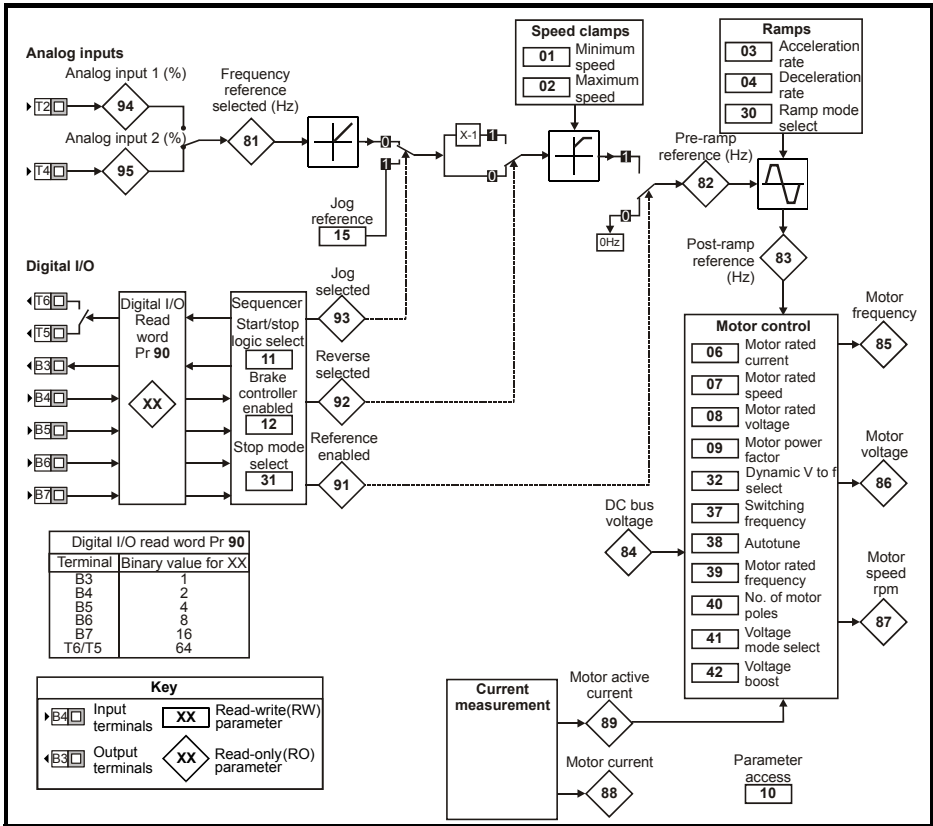 Analog inputs
Analog input 1 (%)
T2
94
Analog input 2 (%)
T4
95
Frequency
reference
selected (Hz)
81
0
1
Jog
reference
15
X-1
1
0
Speed clamps
01 Minimum
speed
02 Maximum
speed
1
0
0Hz
Pre-ramp
reference (Hz)
82
Ramps
03 Acceleration
rate
04 Deceleration
rate
30 Ramp mode
select
Post-ramp
reference
(Hz)
83
Digital I/O
T6
T5
B3
B4
B5
B6
B7
Digital I/O
Read
word
Pr 90
XX
Sequencer
Start/stop
logic select
11
Brake
controller
enabled
12
Stop mode
select
31
Jog
selected
93
Reverse
selected
92
Reference
enabled
91
DC bus
voltage
84
Motor control
06 Motor rated
current
07 Motor rated
speed
08 Motor rated
voltage
09 Motor power
factor
32 Dynamic V to f
select
37 Switching
frequency
38 Autotune
39 Motor rated
frequency
40 No. of motor
poles
41 Voltage
mode select
42 Voltage
boost
Motor
frequency
85
Motor
voltage
86
Motor
speed
rpm
87
Digital I/O read word Pr 90
Terminal Binary value for XX
B3 1
B4 2
B5 4
B6 8
B7 16
T6/T5 64
Key
B4 Input
terminals
XX Read-write(RW)
parameter
B3 Output
terminals
XX Read-only(RO)
parameter
Current
measurement
Motor active
current
89
Motor current
88
Parameter
access
10